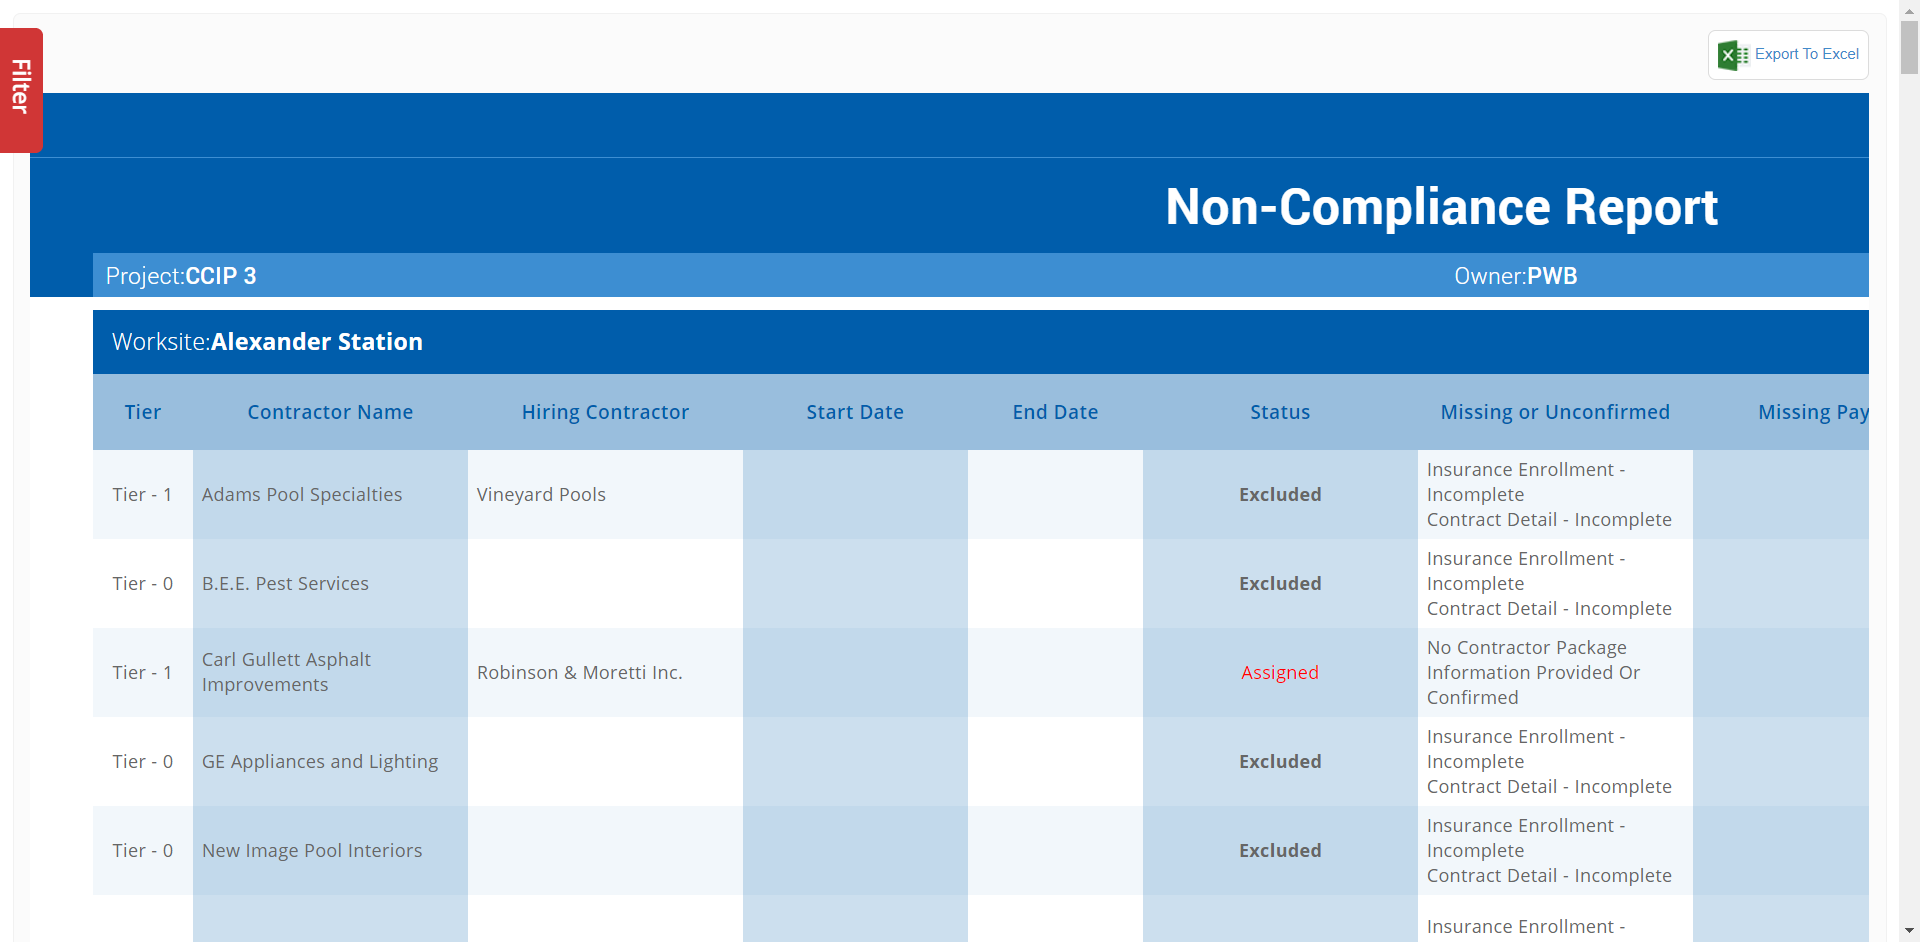 Filter
Export To Excel
Non-Compliance Report
Project:CCIP 3
Owner:PWB
Worksite:Alexander Station
Tier
Contractor Name
Hiring Contractor
Start Date
End Date
Status
Missing or Unconfirmed
Missing Pay
Tier - 1
Adams Pool Specialties
Vineyard Pools
Excluded
Insurance Enrollment -
Incomplete
Contract Detail - Incomplete
Tier - 0
B.E.E. Pest Services
Excluded
Insurance Enrollment -
Incomplete
Contract Detail - Incomplete
Tier - 1
Carl Gullett Asphalt
Improvements
Robinson & Moretti Inc.
Assigned
No Contractor Package
Information Provided Or
Confirmed
Tier - 0
GE Appliances and Lighting
Excluded
Insurance Enrollment -
Incomplete
Contract Detail - Incomplete
Tier - 0
New Image Pool Interiors
Excluded
Insurance Enrollment -
Incomplete
Contract Detail - Incomplete
Insurance Enrollment -